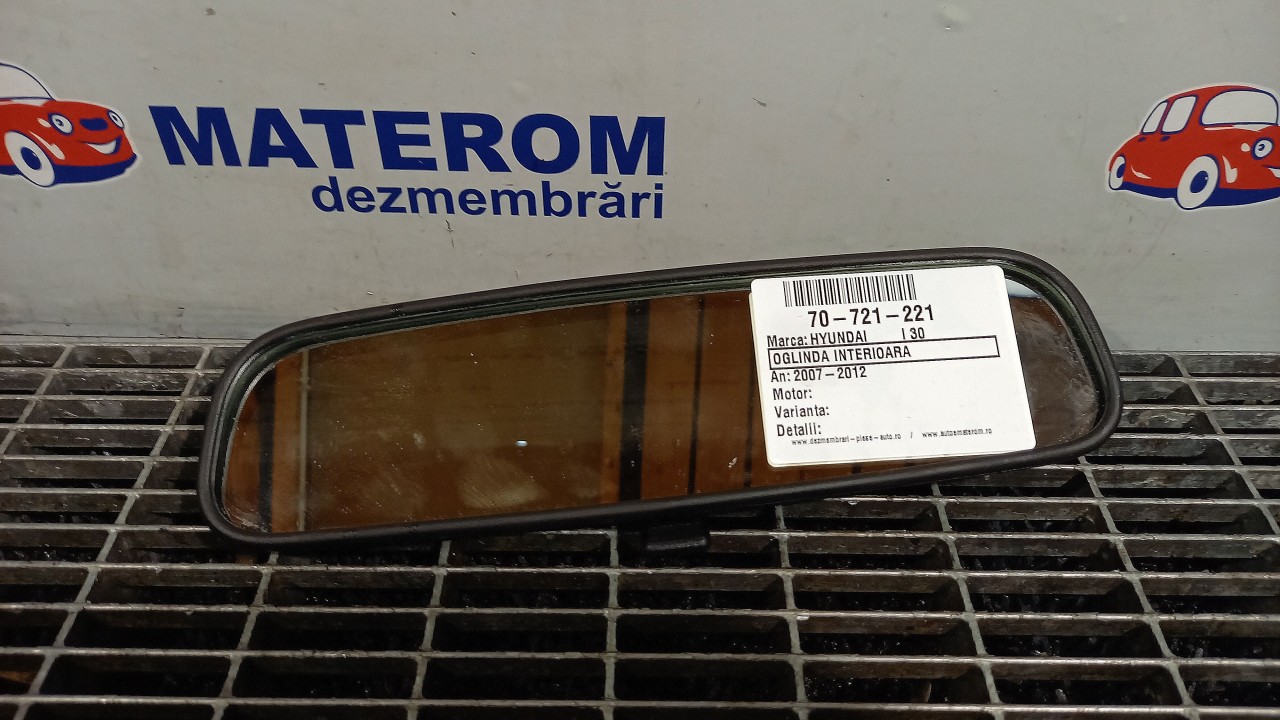 MATEROM
dezmembrări
70-721-221
Marca: HYUNDAI I 30
OGLINDA INTERIOARA
An: 2007-2012
Motor:
Varianta:
Detalii:
www.dezmembrari-piese-auto.ro / www.autoematerom.ro